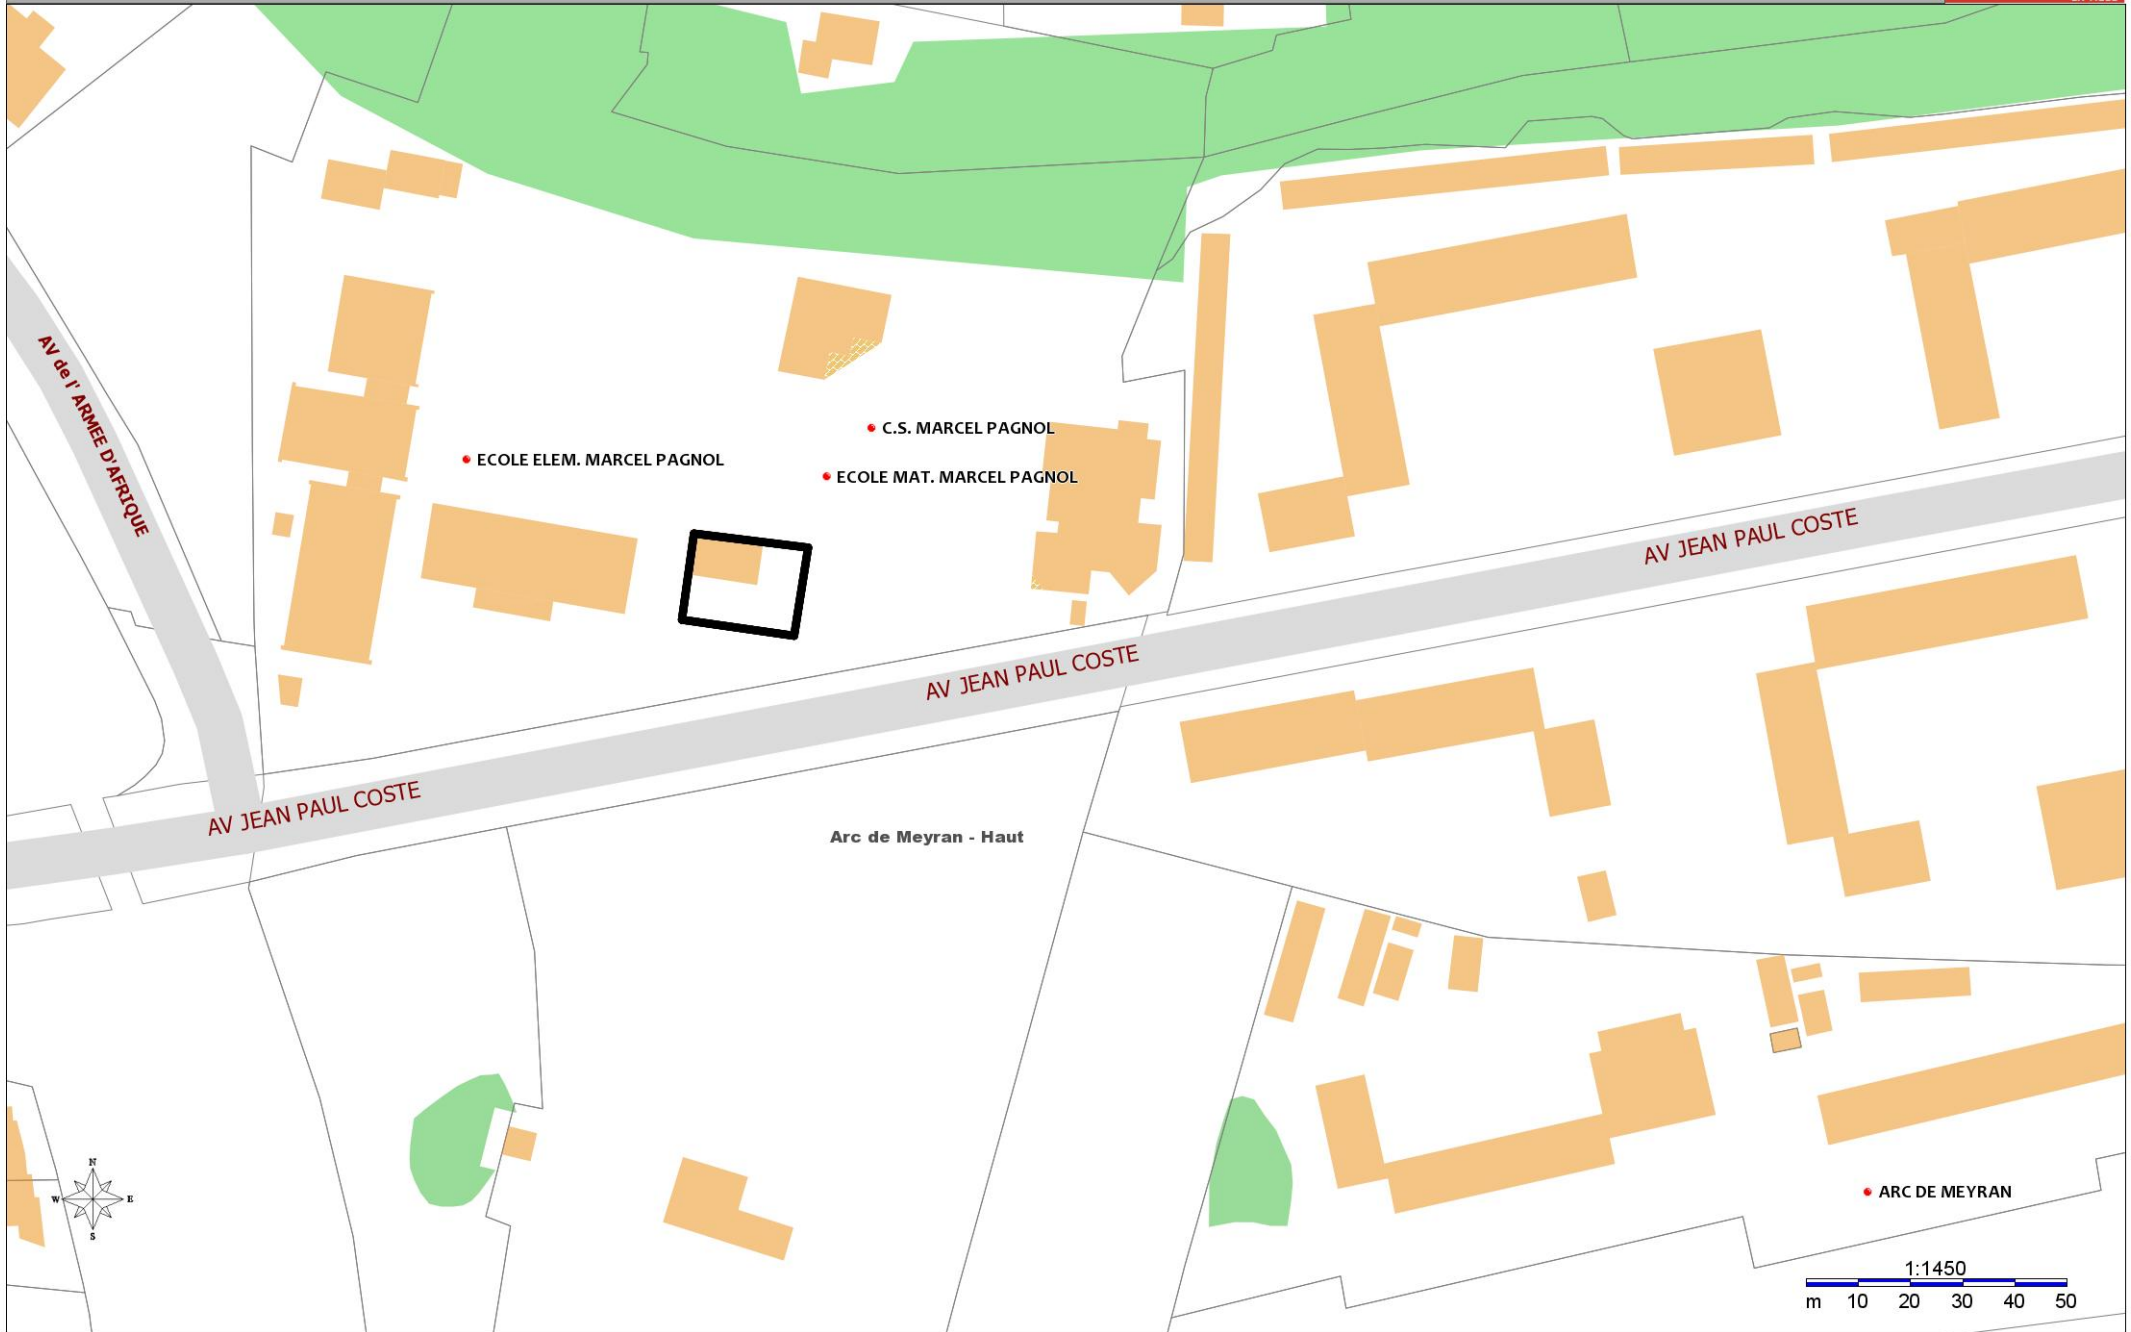 AV de l' ARMEE D'AFRIQUE
C.S. MARCEL PAGNOL
ECOLE ELEM. MARCEL PAGNOL
ECOLE MAT. MARCEL PAGNOL
AV JEAN PAUL COSTE
AV JEAN PAUL COSTE
AV JEAN PAUL COSTE
Arc de Meyran - Haut
N
W E
S
ARC DE MEYRAN
1:1450
m 10 20 30 40 50